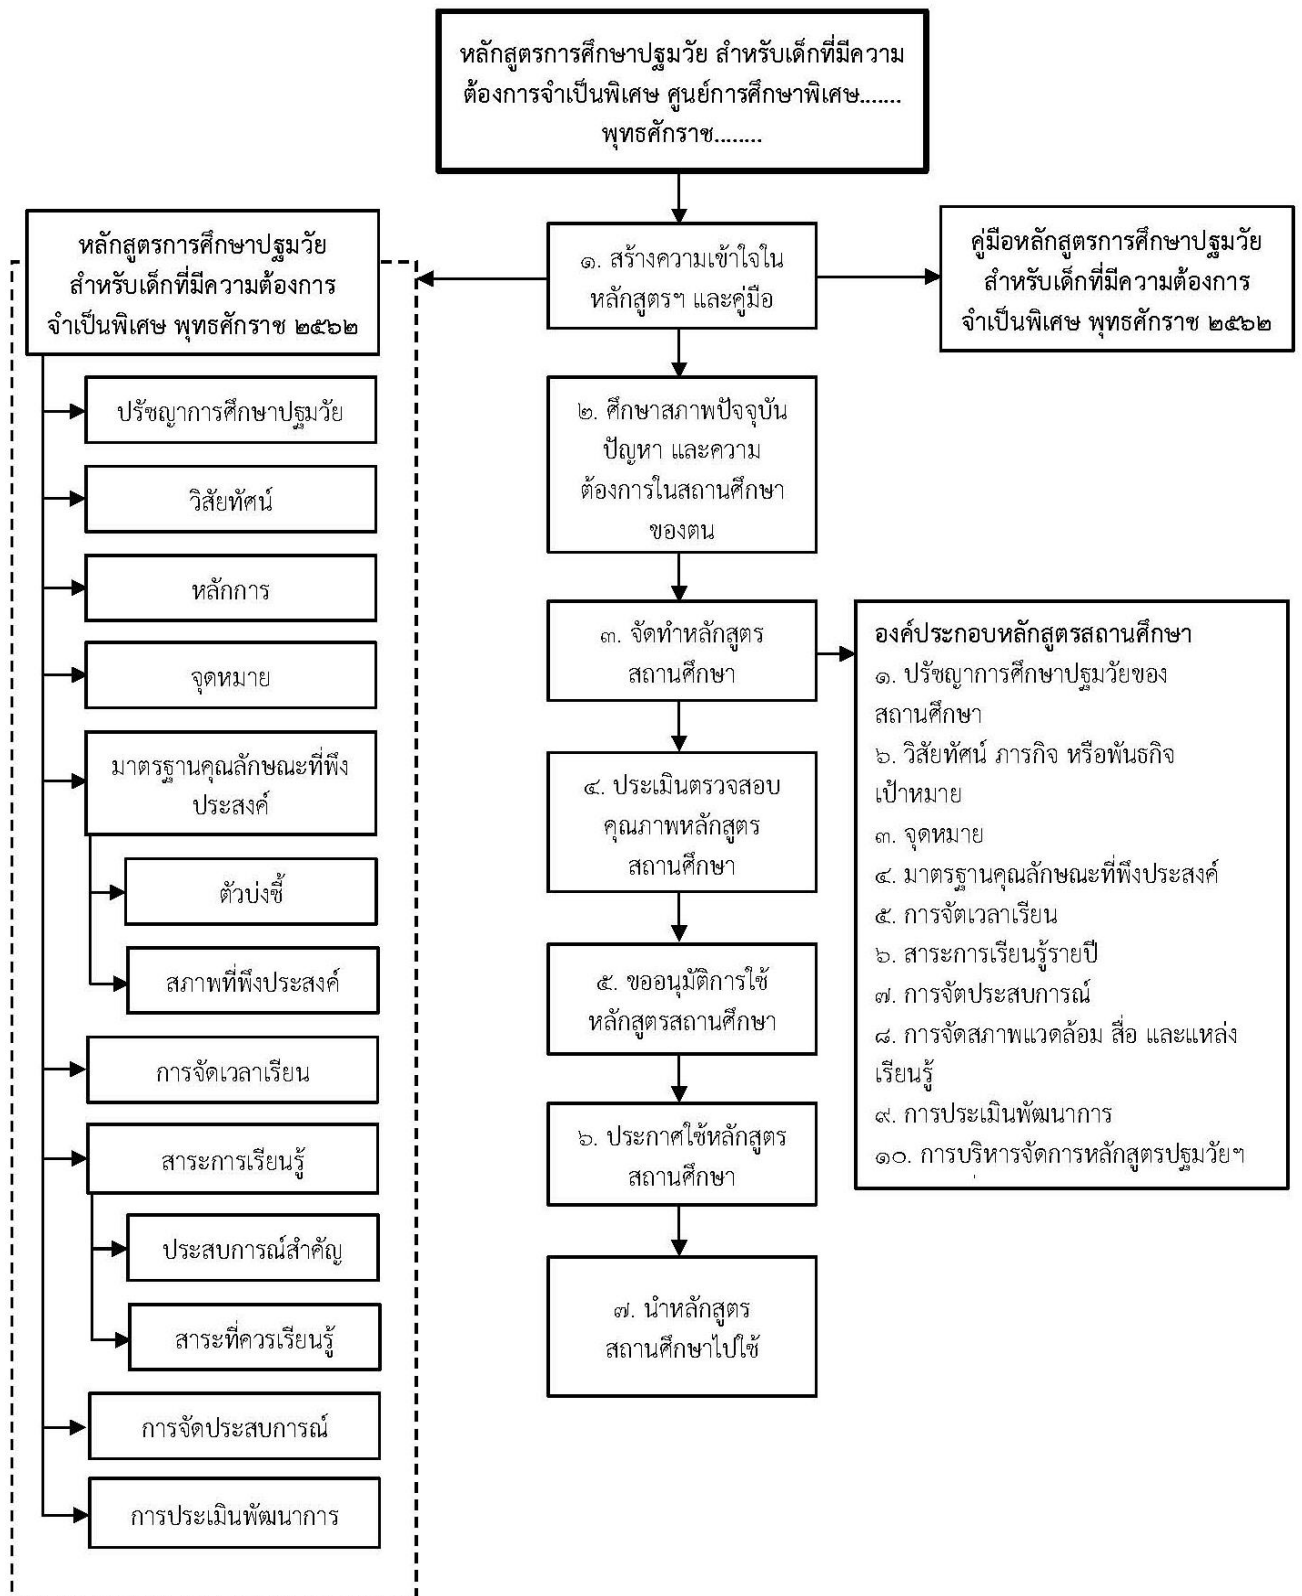 หลักสูตรการศึกษาปฐมวัย สำหรับเด็กที่มีความ
ต้องการจำเป็นพิเศษ ศูนย์การศึกษาพิเศษ.......
พุทธศักราช........
หลักสูตรการศึกษาปฐมวัย
สำหรับเด็กที่มีความต้องการ
จำเป็นพิเศษ พุทธศักราช ๒๕๖๒
ปรัชญาการศึกษาปฐมวัย
วิสัยทัศน์
หลักการ
จุดหมาย
มาตรฐานคุณลักษณะที่พึง
ประสงค์
ตัวบ่งชี้
สภาพที่พึงประสงค์
การจัดเวลาเรียน
สาระการเรียนรู้
ประสบการณ์สำคัญ
สาระที่ควรเรียนรู้
การจัดประสบการณ์
การประเมินพัฒนาการ
๑. สร้างความเข้าใจใน
หลักสูตรฯ และคู่มือ
๒. ศึกษาสภาพปัจจุบัน
ปัญหา และความ
ต้องการในสถานศึกษา
ของตน
๓. จัดทำหลักสูตร
สถานศึกษา
๔. ประเมินตรวจสอบ
คุณภาพหลักสูตร
สถานศึกษา
๕. ขออนุมัติการใช้
หลักสูตรสถานศึกษา
๖. ประกาศใช้หลักสูตร
สถานศึกษา
๗. นำหลักสูตร
สถานศึกษาไปใช้
คู่มือหลักสูตรการศึกษาปฐมวัย
สำหรับเด็กที่มีความต้องการ
จำเป็นพิเศษ พุทธศักราช ๒๕๖๒
องค์ประกอบหลักสูตรสถานศึกษา
๑. ปรัชญาการศึกษาปฐมวัยของ
สถานศึกษา
๖. วิสัยทัศน์ ภารกิจ หรือพันธกิจ
เป้าหมาย
๓. จุดหมาย
๔. มาตรฐานคุณลักษณะที่พึงประสงค์
๕. การจัตเวลาเรียน
๖. สาระการเรียนรู้รายปี
๗. การจัตประสบการณ์
๘. การจัดสภาพแวดล้อม สื่อ และแหล่ง
เรียนรู้
๙. การประเมินพัฒนาการ
๑๐. การบริหารจัดการหลักสูตรปฐมวัยฯ